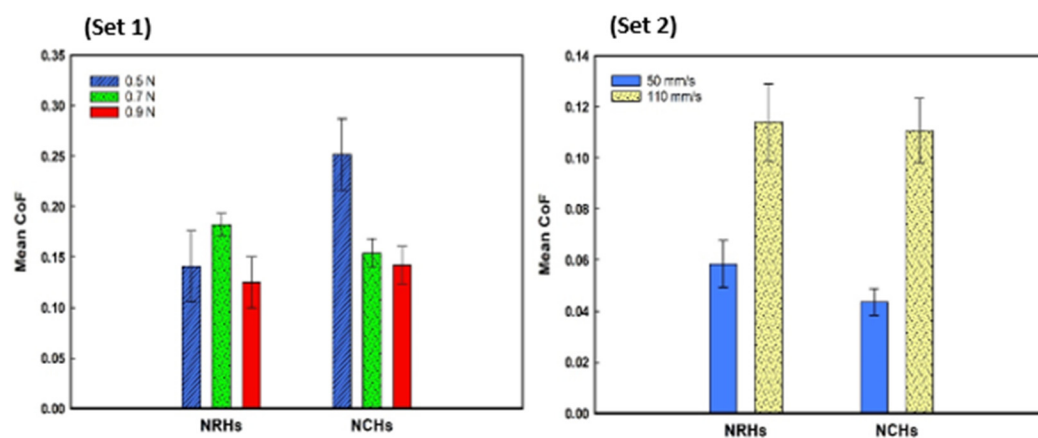 (Set 1)
0.35
0.30
0.25
0.20
0.15
0.10
0.05
0.00
Mean CoF
0.5 N
0.7 N
0.9 N
NRHs
NCHs
(Set 2)
0.14
0.12
0.10
0.08
0.06
0.04
0.02
0.00
Mean CoF
50 mm/s
110 mm/s
NRHs
NCHs